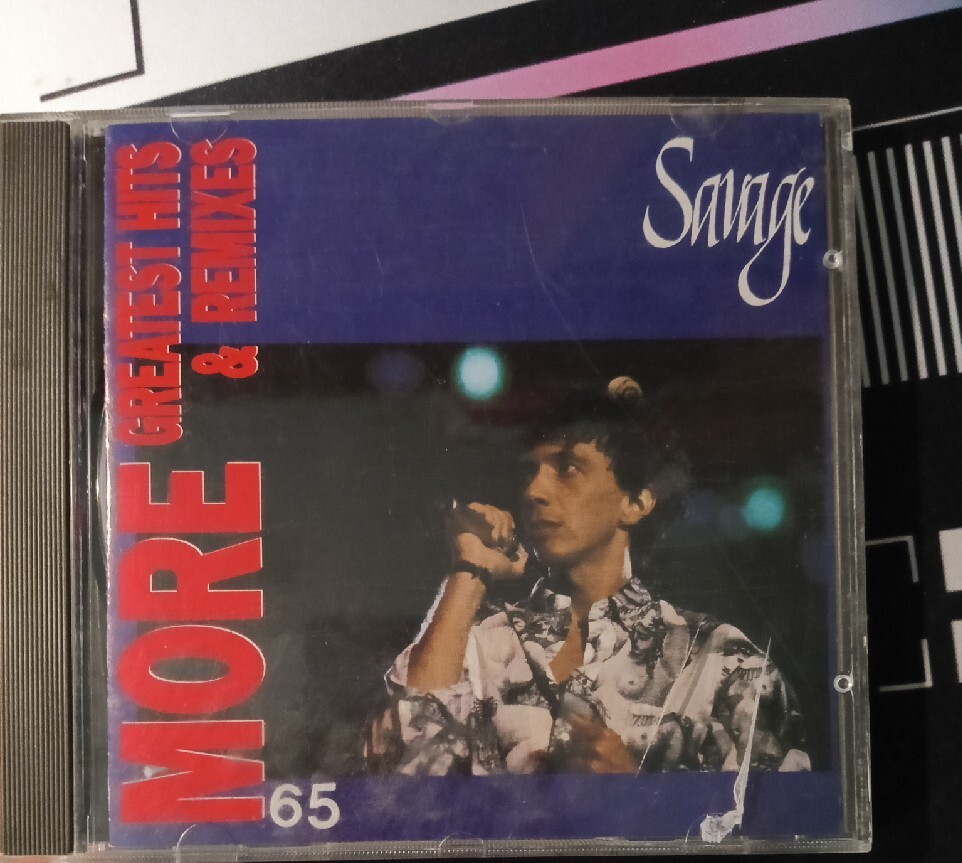 Savage
MORE GREATEST HITS
& REMIXES
65